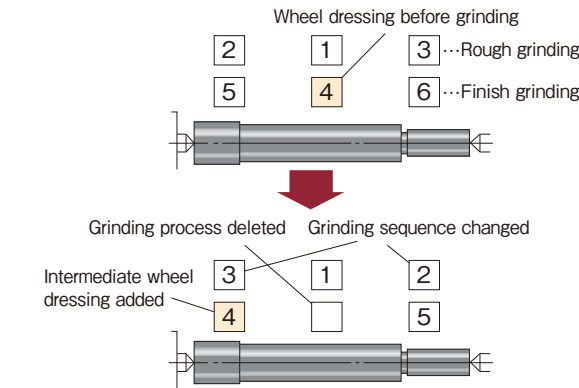 Wheel dressing before grinding
2 1 3 …Rough grinding
5 4 6 …Finish grinding
Grinding process deleted Grinding sequence changed
3 1 2
Intermediate wheel
dressing added
4 5